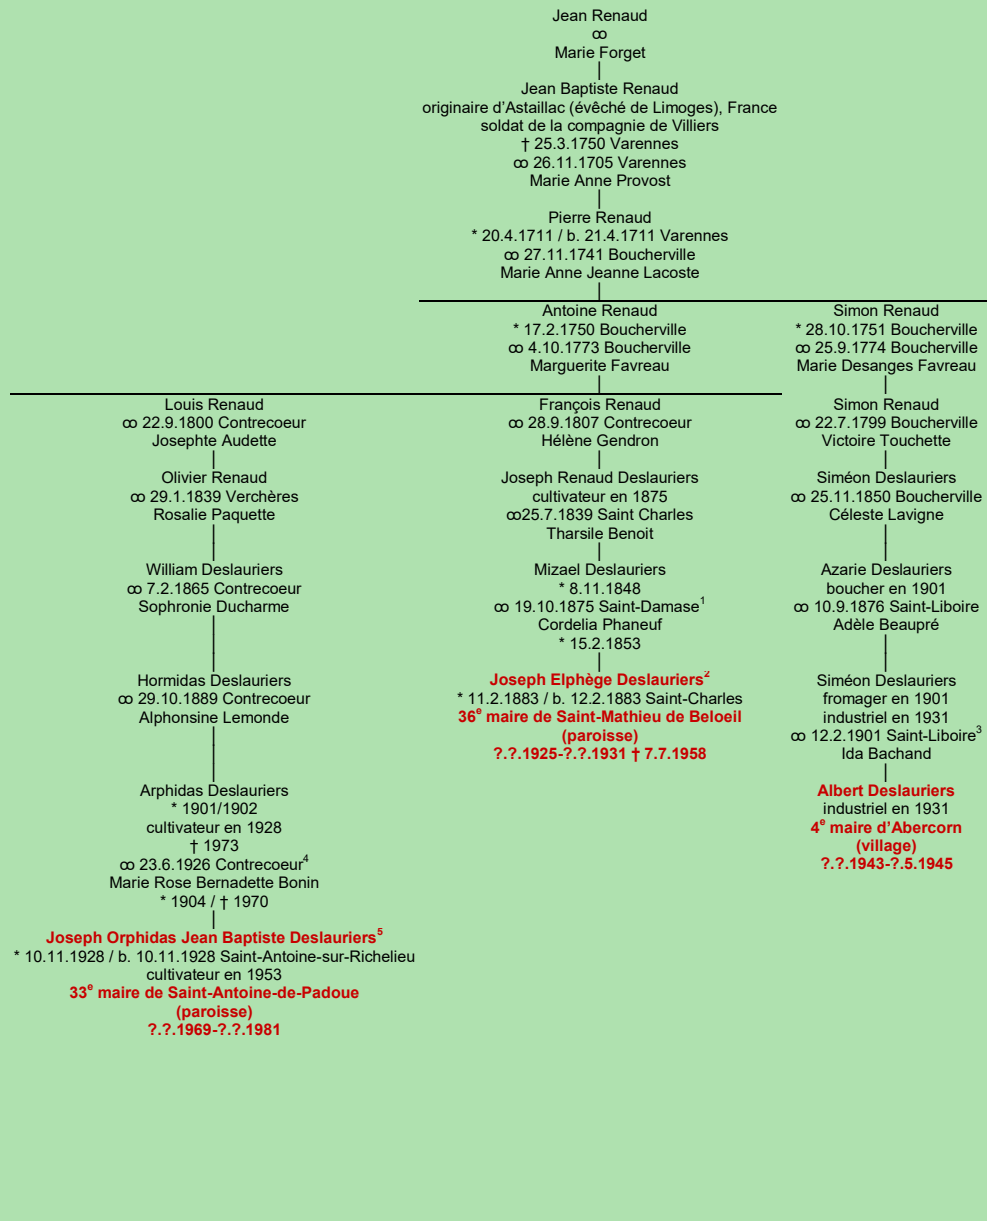 Jean Renaud
ꝏ
Marie Forget
Jean Baptiste Renaud
originaire d'Astaillac (évêché de Limoges), France
soldat de la compagnie de Villiers
† 25.3.1750 Varennes
ꝏ 26.11.1705 Varennes
Marie Anne Provost
Pierre Renaud
* 20.4.1711 / b. 21.4.1711 Varennes
ꝏ 27.11.1741 Boucherville
Marie Anne Jeanne Lacoste
Antoine Renaud
* 17.2.1750 Boucherville
ꝏ 4.10.1773 Boucherville
Marguerite Favreau
Simon Renaud
* 28.10.1751 Boucherville
ꝏ 25.9.1774 Boucherville
Marie Desanges Favreau
Louis Renaud
ꝏ 22.9.1800 Contrecoeur
Josephte Audette
Olivier Renaud
ꝏ 29.1.1839 Verchères
Rosalie Paquette
William Deslauriers
ꝏ 7.2.1865 Contrecoeur
Sophronie Ducharme
Hormidas Deslauriers
ꝏ 29.10.1889 Contrecoeur
Alphonsine Lemonde
Arphidas Deslauriers
* 1901/1902
cultivateur en 1928
† 1973
ꝏ 23.6.1926 Contrecoeur4
Marie Rose Bernadette Bonin
* 1904 / † 1970
Joseph Orphidas Jean Baptiste Deslauriers5
* 10.11.1928 / b. 10.11.1928 Saint-Antoine-sur-Richelieu
cultivateur en 1953
33e maire de Saint-Antoine-de-Padoue
(paroisse)
?.?.1969-?.?.1981
François Renaud
ꝏ 28.9.1807 Contrecoeur
Hélène Gendron
Joseph Renaud Deslauriers
cultivateur en 1875
ꝏ25.7.1839 Saint Charles
Tharsile Benoit
Mizael Deslauriers
* 8.11.1848
ꝏ 19.10.1875 Saint-Damase1
Cordelia Phaneuf
* 15.2.1853
Joseph Elphège Deslauriers2
* 11.2.1883 / b. 12.2.1883 Saint-Charles
36e maire de Saint-Mathieu de Beloeil
(paroisse)
?.?.1925-?.?.1931 † 7.7.1958
Simon Renaud
ꝏ 22.7.1799 Boucherville
Victoire Touchette
Siméon Deslauriers
ꝏ 25.11.1850 Boucherville
Céleste Lavigne
Azarie Deslauriers
boucher en 1901
ꝏ 10.9.1876 Saint-Liboire
Adèle Beaupré
Siméon Deslauriers
fromager en 1901
industriel en 1931
ꝏ 12.2.1901 Saint-Liboire3
Ida Bachand
Albert Deslauriers
industriel en 1931
4e maire d'Abercorn
(village)
?.?.1943-?.5.1945